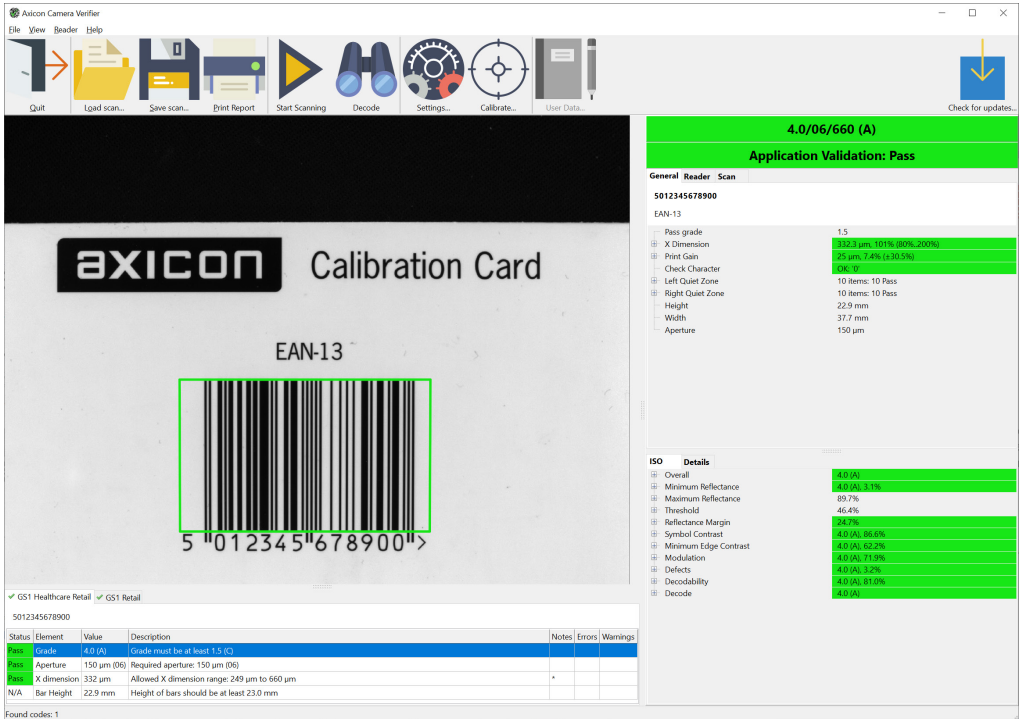 Axicon Camera Verifier
File View Reader Help
Quit Load scan... Save scan... Print Report Start Scanning Decode Settings... Calibrate... User Data... Check for updates...
axicon Calibration Card
EAN-13
5 "012345"678900">
4.0/06/660 (A)
Application Validation: Pass
General Reader Scan
5012345678900
EAN-13
Pass grade 1.5
X Dimension 332.3 µm, 101% (80%..200%)
Print Gain 25 µm, 7.4% (±30.5%)
Check Character OK: '0'
Left Quiet Zone 10 items: 10 Pass
Right Quiet Zone 10 items: 10 Pass
Height 22.9 mm
Width 37.7 mm
Aperture 150 µm
ISO Details
Overall 4.0 (A)
Minimum Reflectance 4.0 (A), 3.1%
Maximum Reflectance 89.7%
Threshold 46.4%
Reflectance Margin 24.7%
Symbol Contrast 4.0 (A), 86.6%
Minimum Edge Contrast 4.0 (A), 62.2%
Modulation 4.0 (A), 71.9%
Defects 4.0 (A), 3.2%
Decodability 4.0 (A), 81.0%
Decode 4.0 (A)
GS1 Healthcare Retail GS1 Retail
5012345678900
Status Element Value Description Notes Errors Warnings
Pass Grade 4.0 (A) Grade must be at least 1.5 (C)
Pass Aperture 150 µm (06) Required aperture: 150 µm (06)
Pass X dimension 332 µm Allowed X dimension range: 249 µm to 660 µm *
N/A Bar Height 22.9 mm Height of bars should be at least 23.0 mm
Found codes: 1